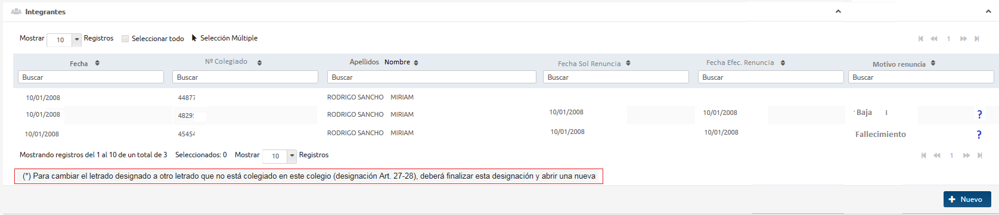 Integrantes
Mostrar 10 Registros Seleccionar todo Selección Múltiple 1
Fecha Nº Colegiado Apellidos Nombre Fecha Sol Renuncia Fecha Efec. Renuncia Motivo renuncia
Buscar Buscar Buscar Buscar Buscar Buscar
10/01/2008 44877 RODRIGO SANCHO MIRIAM
10/01/2008 4829 RODRIGO SANCHO MIRIAM 10/01/2008 10/01/2008 Baja ?
10/01/2008 45454 RODRIGO SANCHO MIRIAM 10/01/2008 10/01/2008 Fallecimiento ?
Mostrando registros del 1 al 10 de un total de 3 Seleccionados: 0 Mostrar 10 Registros 1
(*) Para cambiar el letrado designado a otro letrado que no está colegiado en este colegio (designación Art. 27-28), deberá finalizar esta designación y abrir una nueva
+ Nuevo